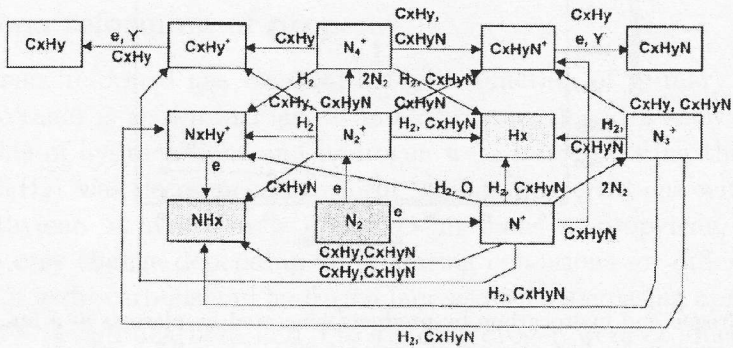 CxHy, CxHy
CxHy e, Y⁻ CxHy⁺ CxHy N₄⁺ CxHyN CxHyN⁺ e, Y⁻ CxHyN
CxHy
H₂ 2N₂ H₂, CxHyN
CxHy, CxHyN CxHyN CxHy, CxHyN
NxHy⁺ H₂ N₂⁺ H₂, CxHyN Hx H₂, N₃⁺
CxHyN
e CxHyN e H₂, O H₂, CxHyN 2N₂
NHx N₂ e N⁺ CxHyN
CxHy,CxHyN
CxHy,CxHyN
H₂, CxHyN
H₂, CxHyN